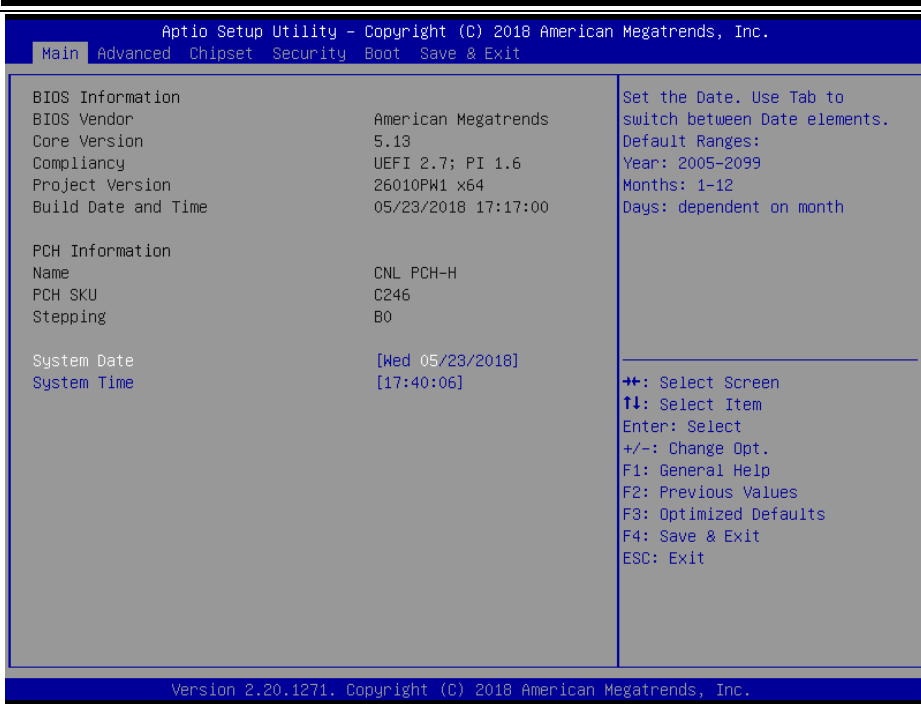 Aptio Setup Utility – Copyright (C) 2018 American Megatrends, Inc.
Main Advanced Chipset Security Boot Save & Exit
BIOS Information
BIOS Vendor American Megatrends
Core Version 5.13
Compliancy UEFI 2.7; PI 1.6
Project Version 26010PW1 x64
Build Date and Time 05/23/2018 17:17:00
PCH Information
Name CNL PCH-H
PCH SKU C246
Stepping B0
System Date [Wed 05/23/2018]
System Time [17:40:06]
Set the Date. Use Tab to
switch between Date elements.
Default Ranges:
Year: 2005-2099
Months: 1-12
Days: dependent on month
→←: Select Screen
↑↓: Select Item
Enter: Select
+/-: Change Opt.
F1: General Help
F2: Previous Values
F3: Optimized Defaults
F4: Save & Exit
ESC: Exit
Version 2.20.1271. Copyright (C) 2018 American Megatrends, Inc.